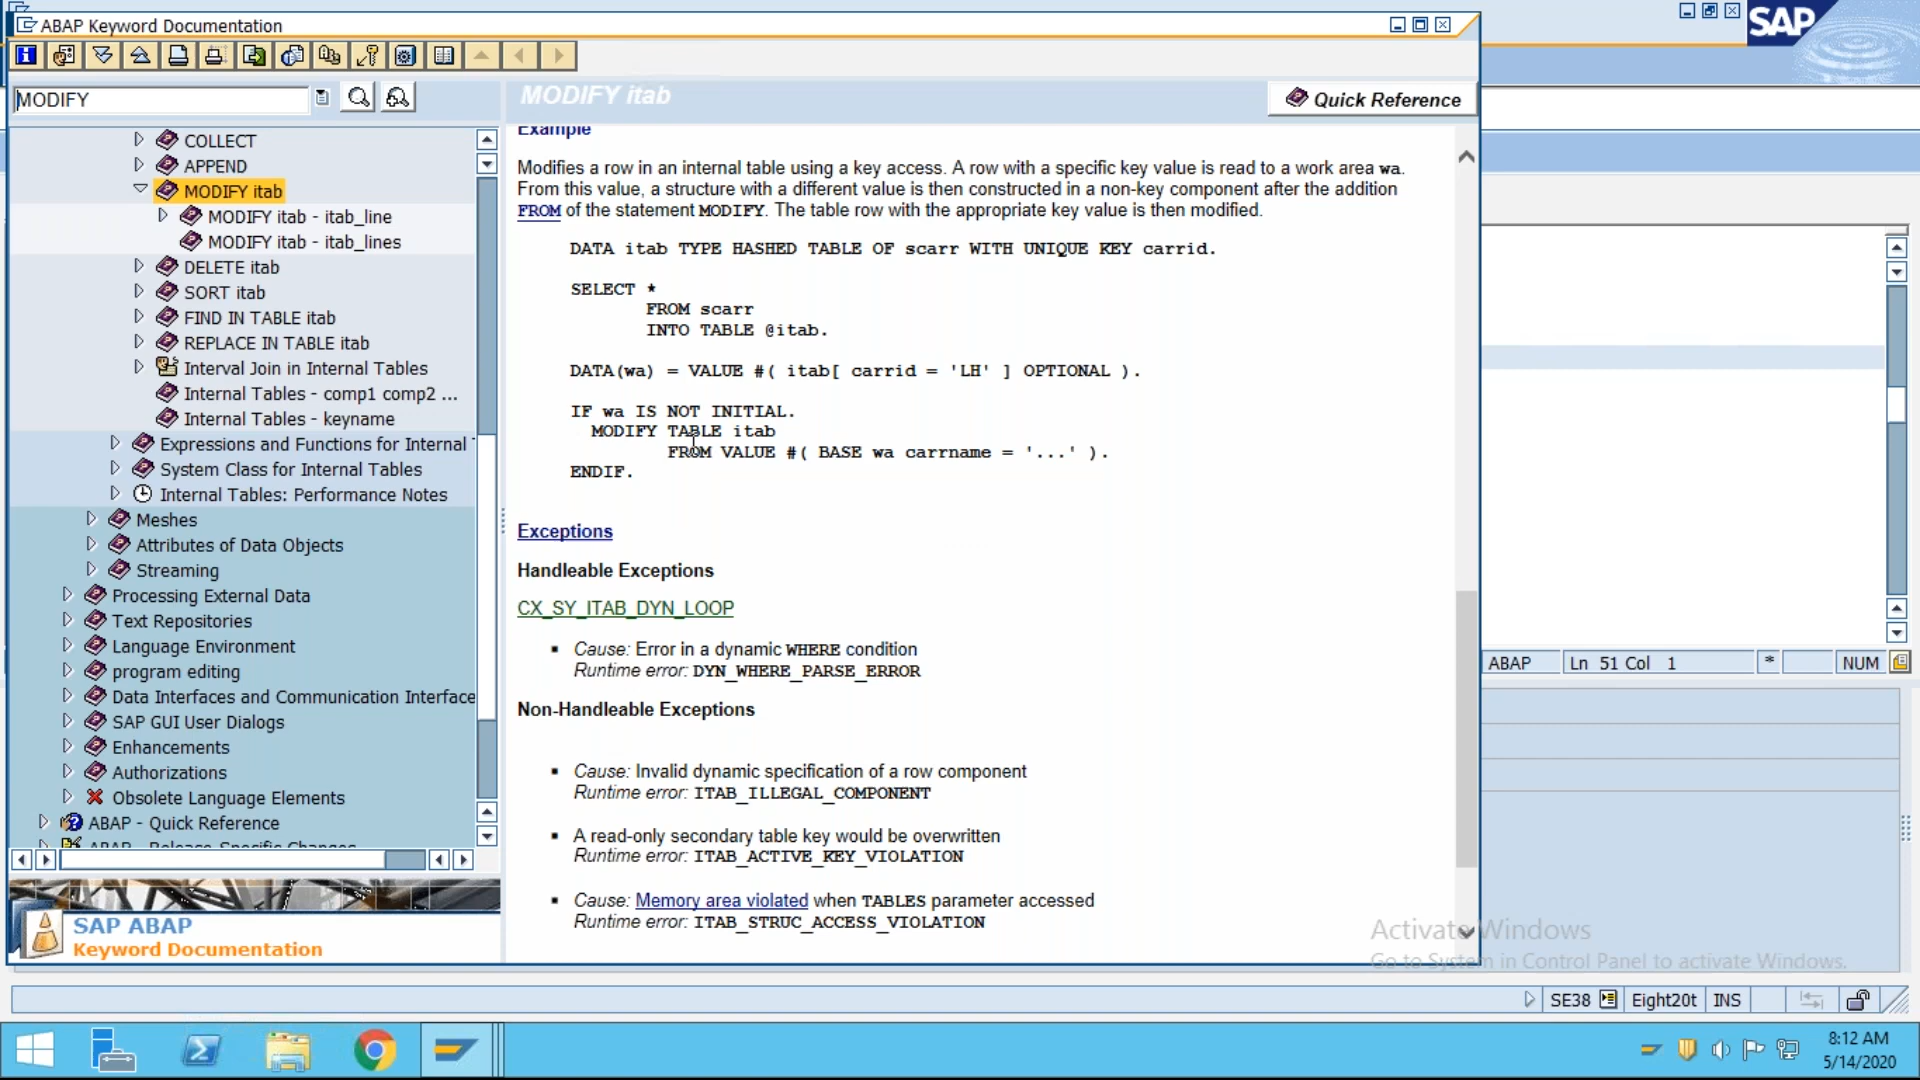 ABAP Keyword Documentation
SAP
MODIFY
MODIFY itab
Quick Reference
COLLECT
APPEND
MODIFY itab
MODIFY itab - itab_line
MODIFY itab - itab_lines
DELETE itab
SORT itab
FIND IN TABLE itab
REPLACE IN TABLE itab
Interval Join in Internal Tables
Internal Tables - comp1 comp2 ...
Internal Tables - keyname
Expressions and Functions for Internal
System Class for Internal Tables
Internal Tables: Performance Notes
Meshes
Attributes of Data Objects
Streaming
Processing External Data
Text Repositories
Language Environment
program editing
Data Interfaces and Communication Interface
SAP GUI User Dialogs
Enhancements
Authorizations
Obsolete Language Elements
ABAP - Quick Reference
ABAP - Release-Specific Changes
SAP ABAP
Keyword Documentation
Example
Modifies a row in an internal table using a key access. A row with a specific key value is read to a work area wa.
From this value, a structure with a different value is then constructed in a non-key component after the addition
FROM of the statement MODIFY. The table row with the appropriate key value is then modified.
DATA itab TYPE HASHED TABLE OF scarr WITH UNIQUE KEY carrid.
SELECT *
FROM scarr
INTO TABLE @itab.
DATA(wa) = VALUE #( itab[ carrid = 'LH' ] OPTIONAL ).
IF wa IS NOT INITIAL.
MODIFY TABLE itab
FROM VALUE #( BASE wa carrname = '...' ).
ENDIF.
Exceptions
Handleable Exceptions
CX_SY_ITAB_DYN_LOOP
▪ Cause: Error in a dynamic WHERE condition
Runtime error: DYN_WHERE_PARSE_ERROR
Non-Handleable Exceptions
▪ Cause: Invalid dynamic specification of a row component
Runtime error: ITAB_ILLEGAL_COMPONENT
▪ A read-only secondary table key would be overwritten
Runtime error: ITAB_ACTIVE_KEY_VIOLATION
▪ Cause: Memory area violated when TABLES parameter accessed
Runtime error: ITAB_STRUC_ACCESS_VIOLATION
ABAP Ln 51 Col 1 * NUM
Activate Windows
Go to System in Control Panel to activate Windows.
SE38 Eight20t INS
8:12 AM
5/14/2020